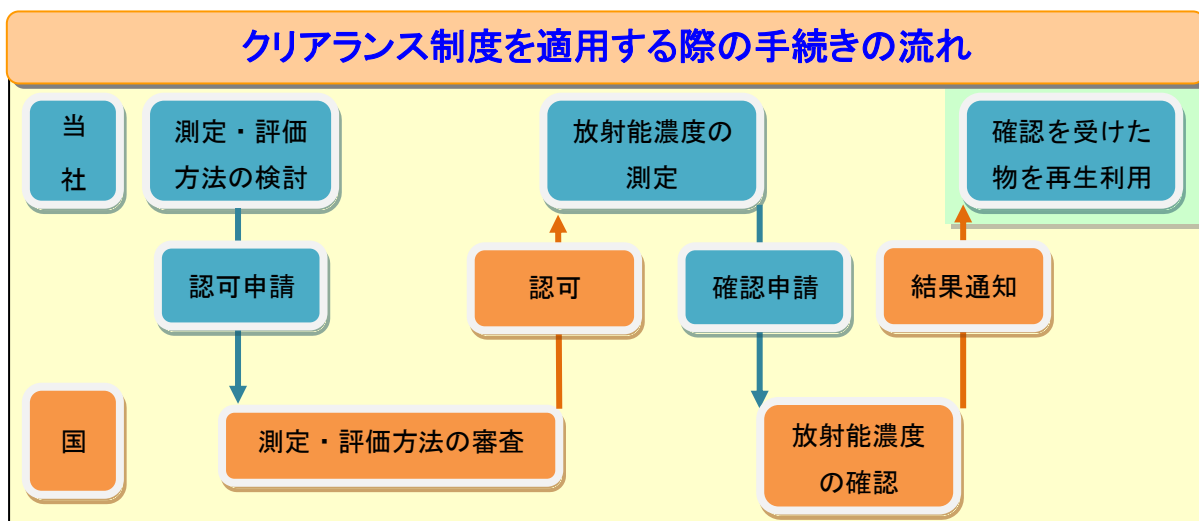 クリアランス制度を適用する際の手続きの流れ
当
社
測定・評価
方法の検討
放射能濃度の
測定
確認を受けた
物を再生利用
認可申請
認可
確認申請
結果通知
国
測定・評価方法の審査
放射能濃度
の確認